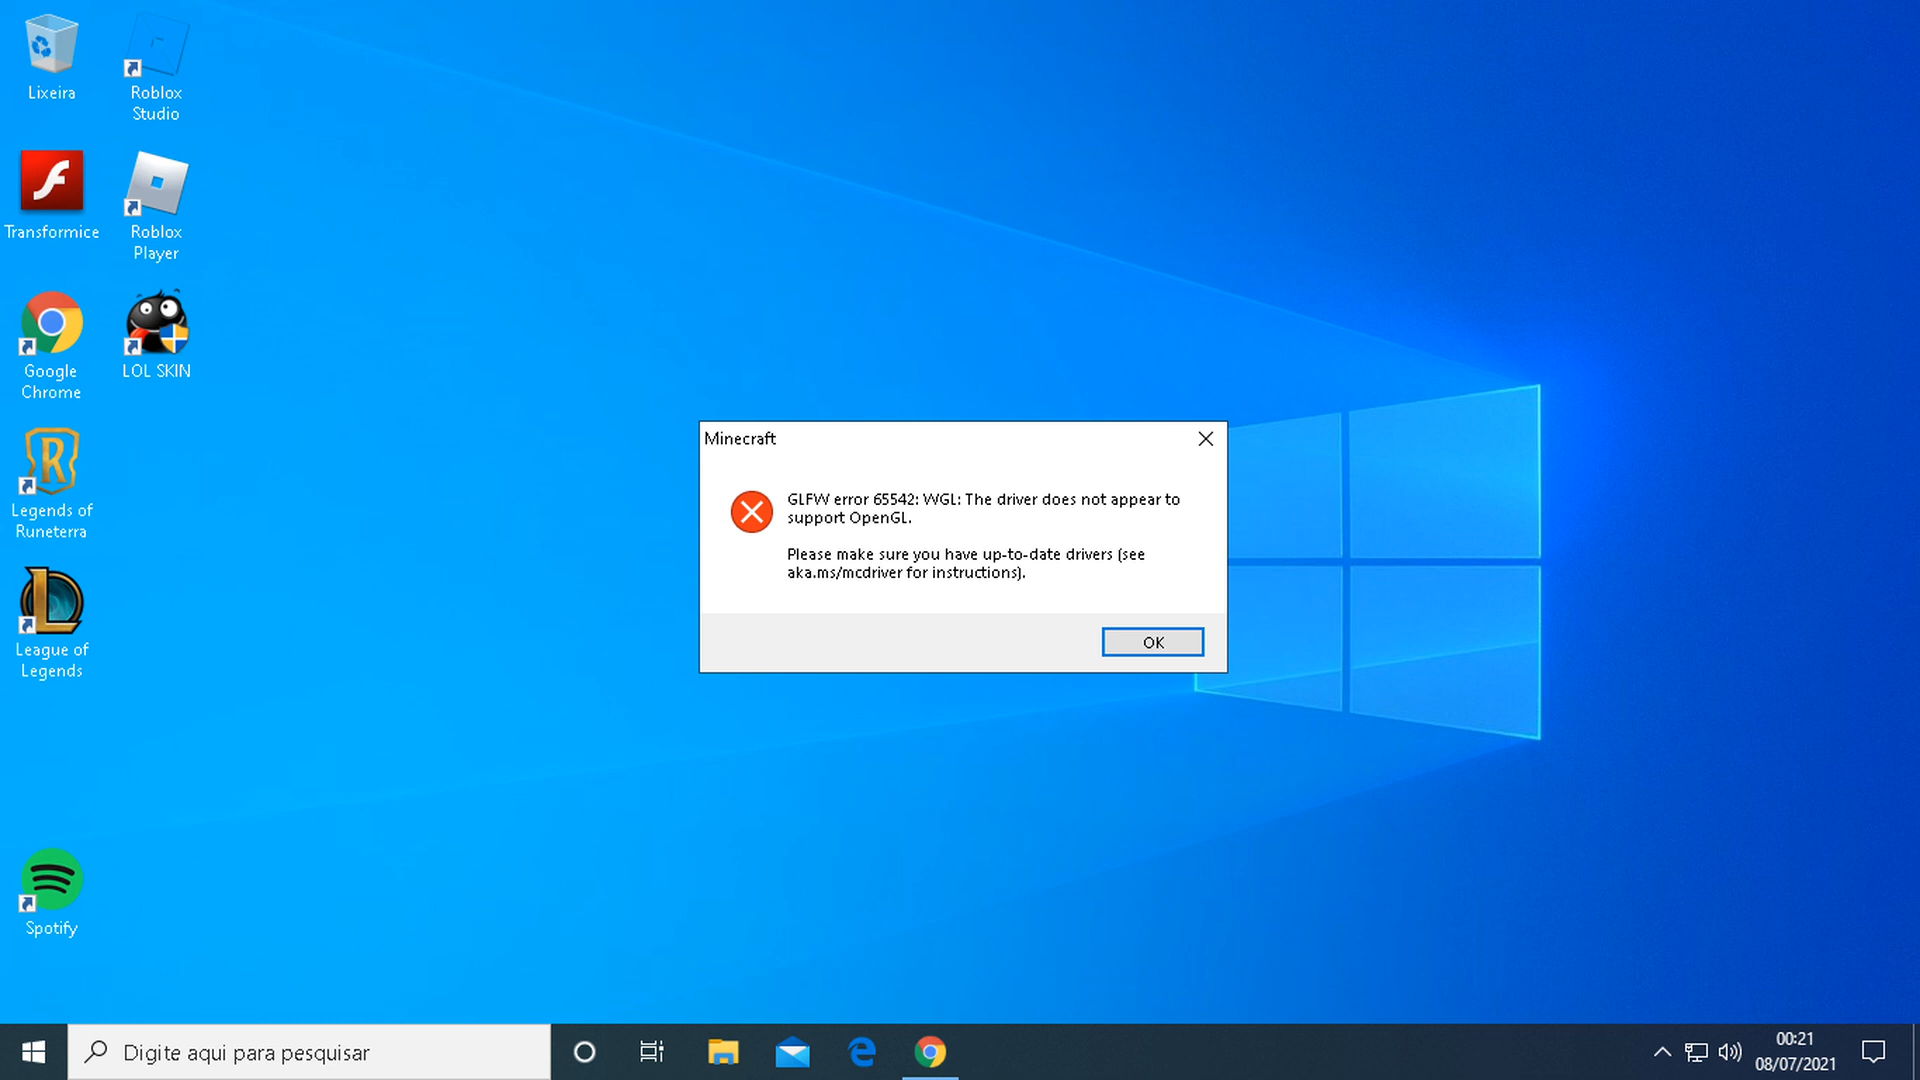 Lixeira
Roblox
Studio
Transformice
Roblox
Player
Google
Chrome
LOL SKIN
Legends of
Runeterra
League of
Legends
Spotify
Minecraft
GLFW error 65542: WGL: The driver does not appear to
support OpenGL.
Please make sure you have up-to-date drivers (see
aka.ms/mcdriver for instructions).
OK
Digite aqui para pesquisar
00:21
08/07/2021